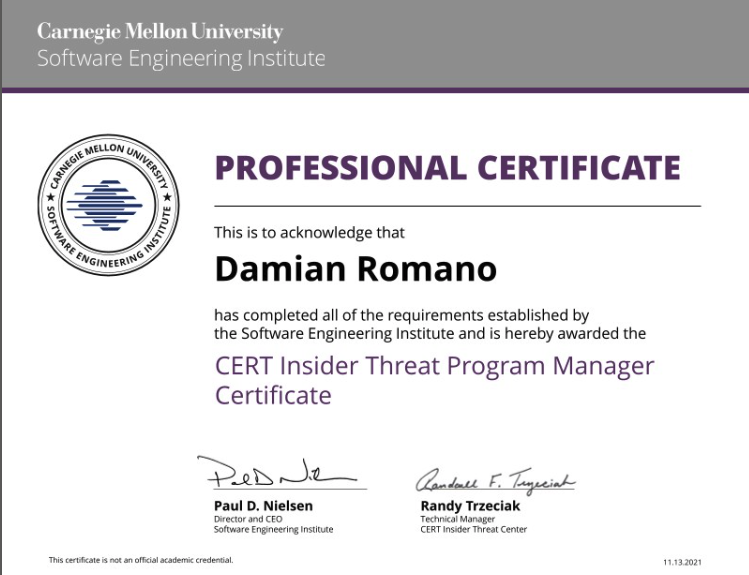 Carnegie Mellon University
Software Engineering Institute
CARNEGIE MELLON UNIVERSITY
SOFTWARE ENGINEERING INSTITUTE
PROFESSIONAL CERTIFICATE
This is to acknowledge that
Damian Romano
has completed all of the requirements established by
the Software Engineering Institute and is hereby awarded the
CERT Insider Threat Program Manager
Certificate
Paul D. Nielsen
Director and CEO
Software Engineering Institute
Randall F. Trzeciak
Randy Trzeciak
Technical Manager
CERT Insider Threat Center
This certificate is not an official academic credential.
11.13.2021